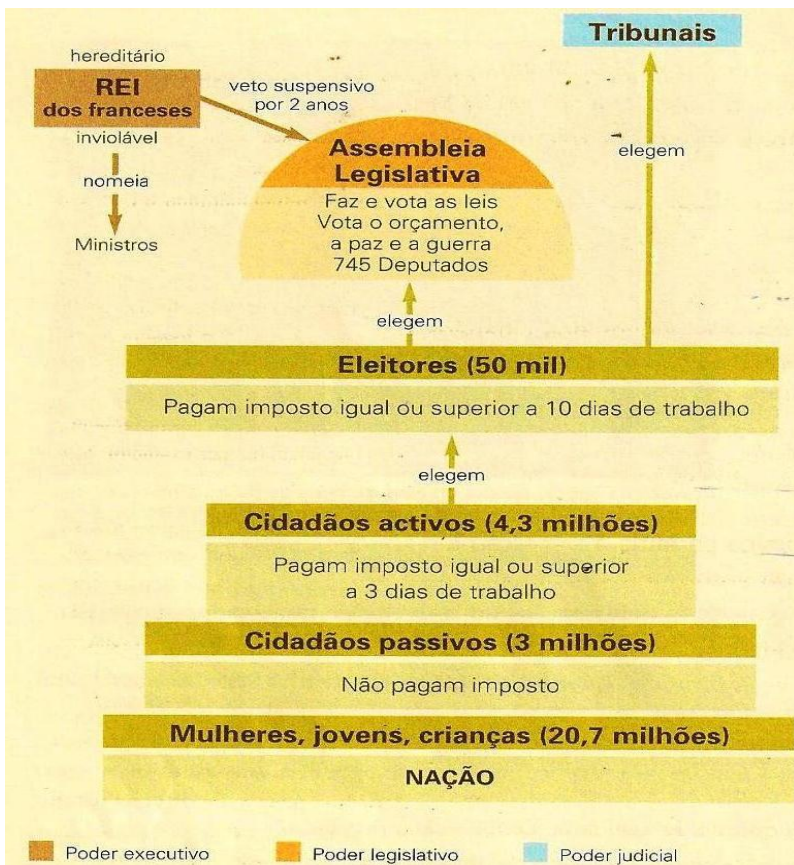 Tribunais
hereditário
REI
dos franceses
inviolável
nomeia
Ministros
veto suspensivo
por 2 anos
Assembleia
Legislativa
Faz e vota as leis
Vota o orçamento,
a paz e a guerra
745 Deputados
elegem
elegem
Eleitores (50 mil)
Pagam imposto igual ou superior a 10 dias de trabalho
elegem
Cidadãos activos (4,3 milhões)
Pagam imposto igual ou superior
a 3 dias de trabalho
Cidadãos passivos (3 milhões)
Não pagam imposto
Mulheres, jovens, crianças (20,7 milhões)
NAÇÃO
Poder executivo
Poder legislativo
Poder judicial